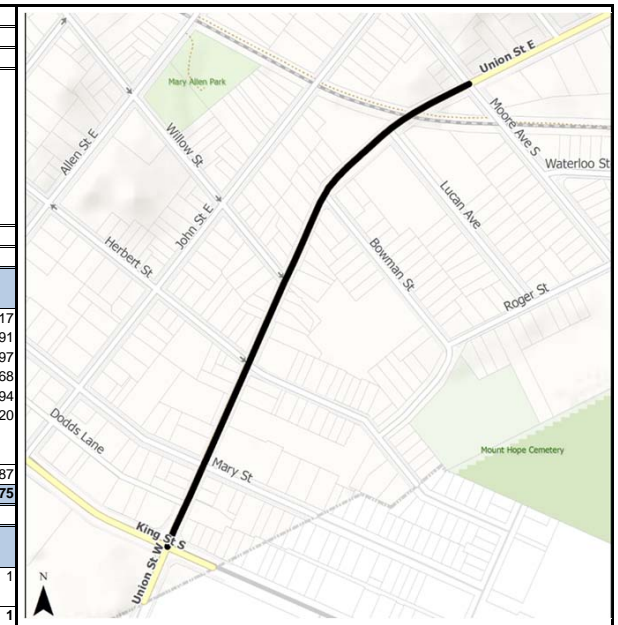 17
91
97
68
94
20
87
75
1
1
Union St E
Mary Allen Park
Moore Ave S
Allen St E
Willow St
Waterloo St
Lucan Ave
John St E
Herbert St
Bowman St
Roger St
Dodds Lane
Mary St
Mount Hope Cemetery
King St S
Union St W
N